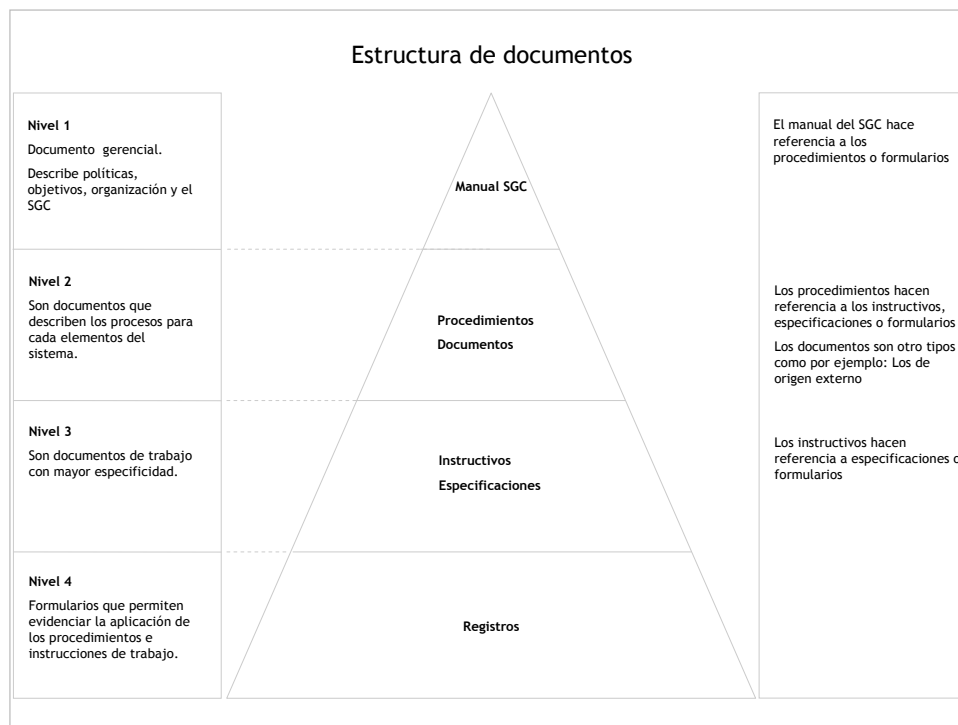 Estructura de documentos
Nivel 1
Documento gerencial.
Describe políticas,
objetivos, organización y el
SGC
Manual SGC
El manual del SGC hace
referencia a los
procedimientos o formularios
Nivel 2
Son documentos que
describen los procesos para
cada elementos del
sistema.
Procedimientos
Documentos
Los procedimientos hacen
referencia a los instructivos,
especificaciones o formularios
Los documentos son otro tipos
como por ejemplo: Los de
origen externo
Nivel 3
Son documentos de trabajo
con mayor especificidad.
Instructivos
Especificaciones
Los instructivos hacen
referencia a especificaciones o
formularios
Nivel 4
Formularios que permiten
evidenciar la aplicación de
los procedimientos e
instrucciones de trabajo.
Registros